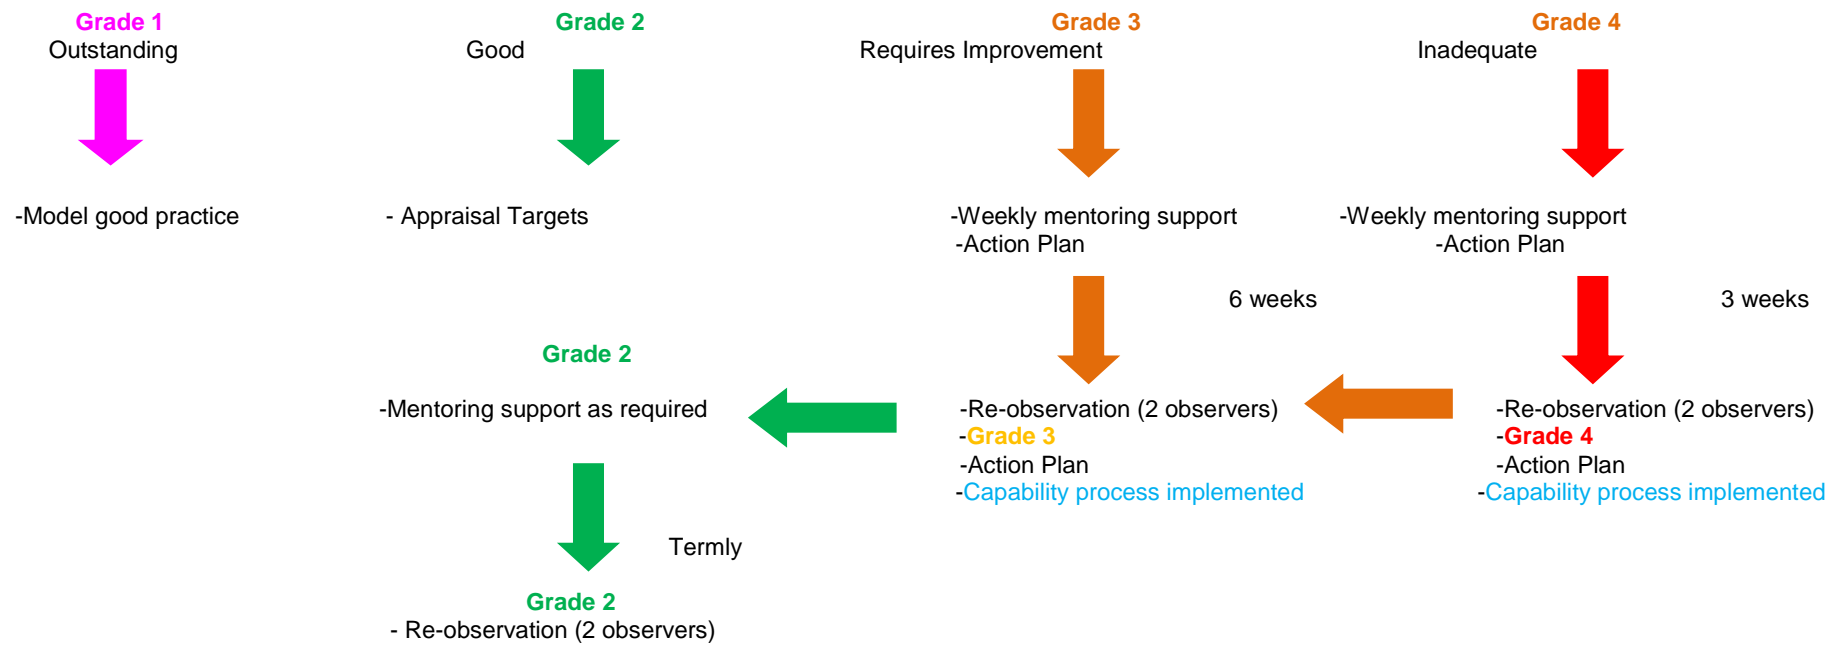 Grade 1 Grade 2 Grade 3 Grade 4
Outstanding Good Requires Improvement Inadequate
-Model good practice - Appraisal Targets -Weekly mentoring support -Weekly mentoring support
-Action Plan -Action Plan
6 weeks 3 weeks
Grade 2
-Mentoring support as required -Re-observation (2 observers) -Re-observation (2 observers)
-Grade 3 -Grade 4
-Action Plan -Action Plan
-Capability process implemented -Capability process implemented
Termly
Grade 2
- Re-observation (2 observers)